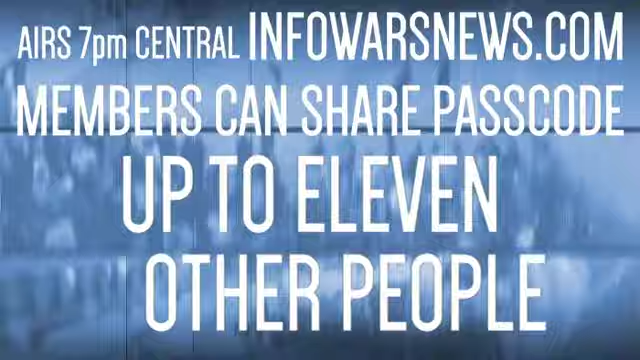 AIRS 7pm CENTRAL INFOWARSNEWS.COM
MEMBERS CAN SHARE PASSCODE
UP TO ELEVEN
OTHER PEOPLE